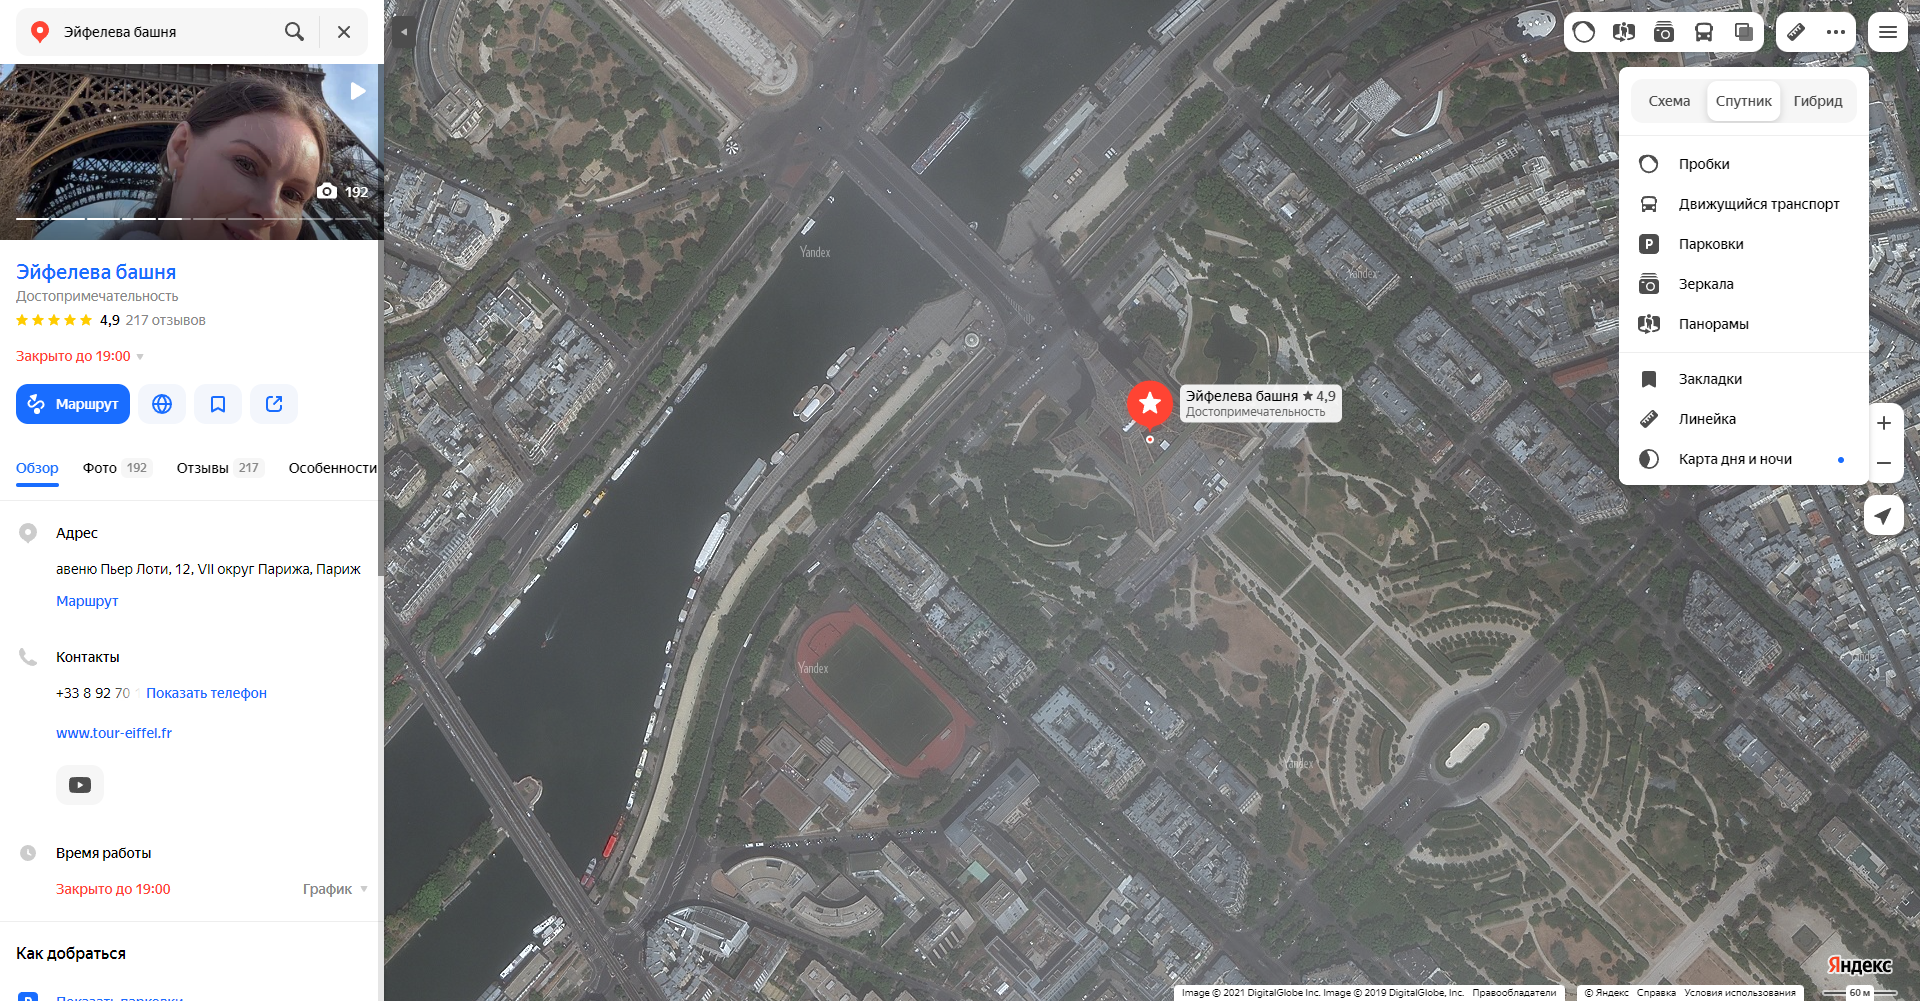 Эйфелева башня
192
Эйфелева башня
Достопримечательность
4,9 217 отзывов
Закрыто до 19:00
Маршрут
Обзор Фото 192 Отзывы 217 Особенности
Адрес
авеню Пьер Лоти, 12, VII округ Парижа, Париж
Маршрут
Контакты
+33 8 92 70 Показать телефон
www.tour-eiffel.fr
Время работы
Закрыто до 19:00 График
Как добраться
Показать парковки
Yandex
Yandex
Yandex
Yandex
Эйфелева башня ★ 4,9
Достопримечательность
Схема Спутник Гибрид
Пробки
Движущийся транспорт
P Парковки
Зеркала
Панорамы
Закладки
Линейка
Карта дня и ночи
Яндекс
Image © 2021 DigitalGlobe Inc. Image © 2019 DigitalGlobe, Inc. Правообладатели
© Яндекс Справка Условия использования
60 м